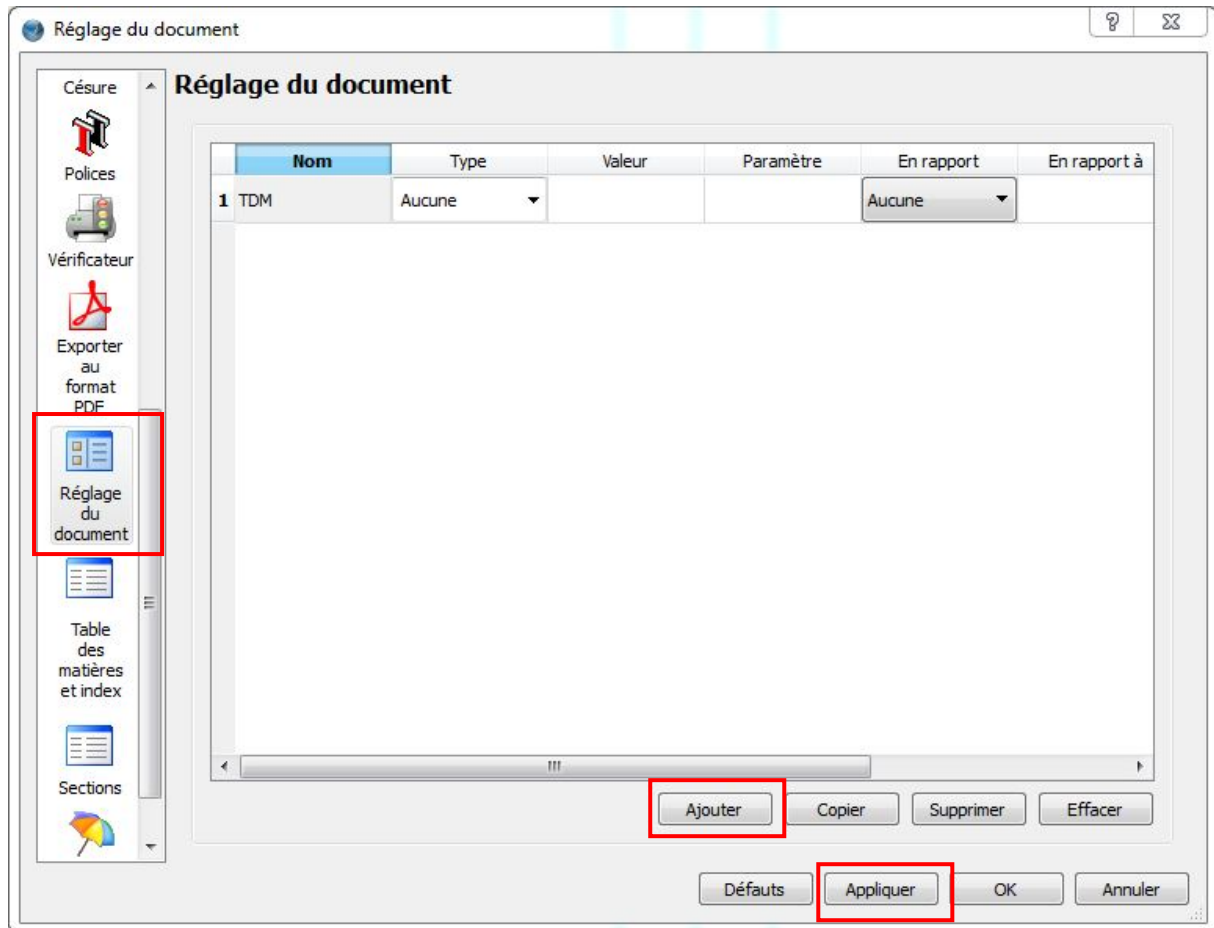 Réglage du document
Césure
Polices
Vérificateur
Exporter
au
format
PDF
Réglage
du
document
Table
des
matières
et index
Sections
Réglage du document
Nom Type Valeur Paramètre En rapport En rapport à
1 TDM Aucune Aucune
Ajouter Copier Supprimer Effacer
Défauts Appliquer OK Annuler